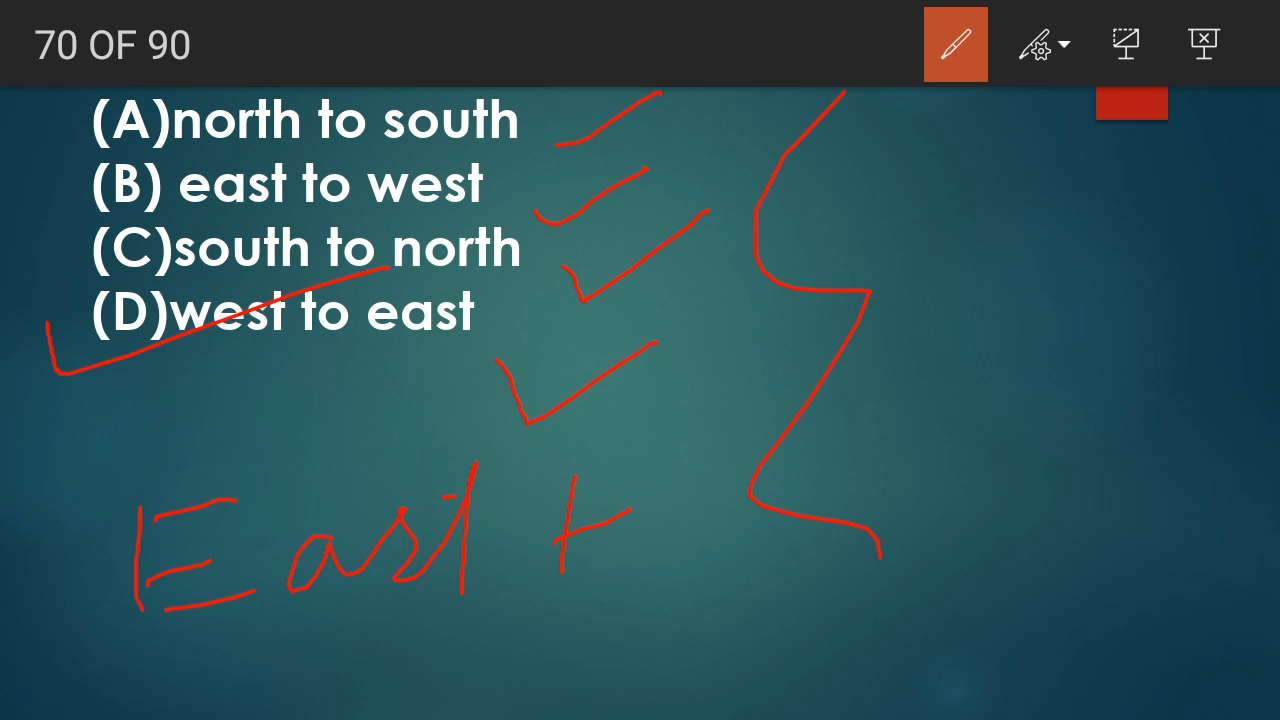 70 OF 90
(A)north to south
(B) east to west
(C)south to north
(D)west to east
East +